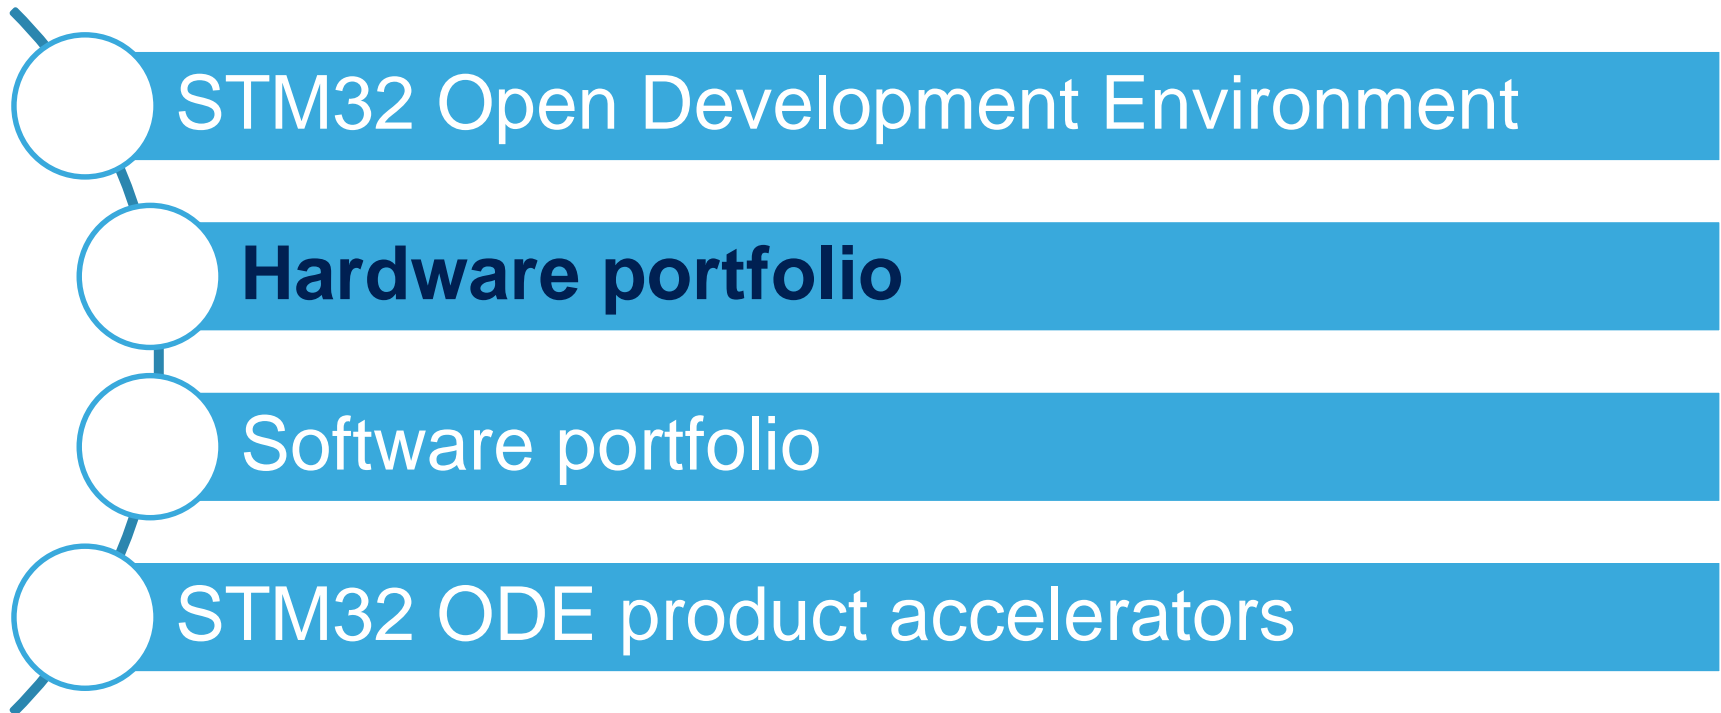 STM32 Open Development Environment
Hardware portfolio
Software portfolio
STM32 ODE product accelerators